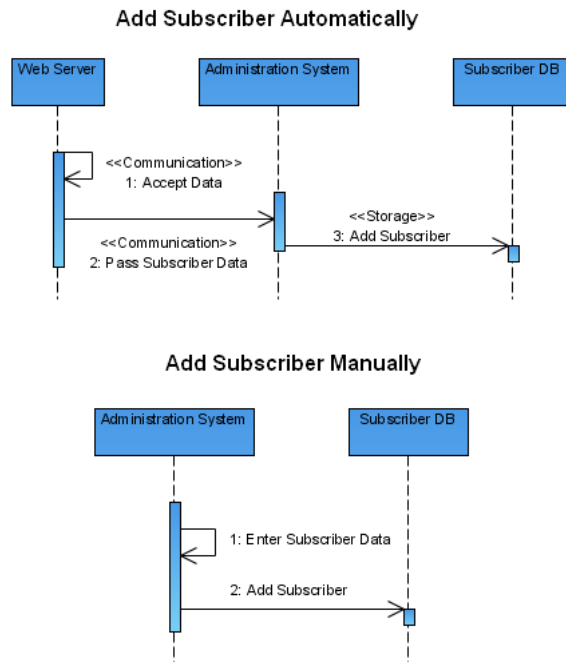 Add Subscriber Automatically
Web Server
Administration System
Subscriber DB
<<Communication>>
1: Accept Data
<<Storage>>
3: Add Subscriber
<<Communication>>
2: Pass Subscriber Data
Add Subscriber Manually
Administration System
Subscriber DB
1: Enter Subscriber Data
2: Add Subscriber